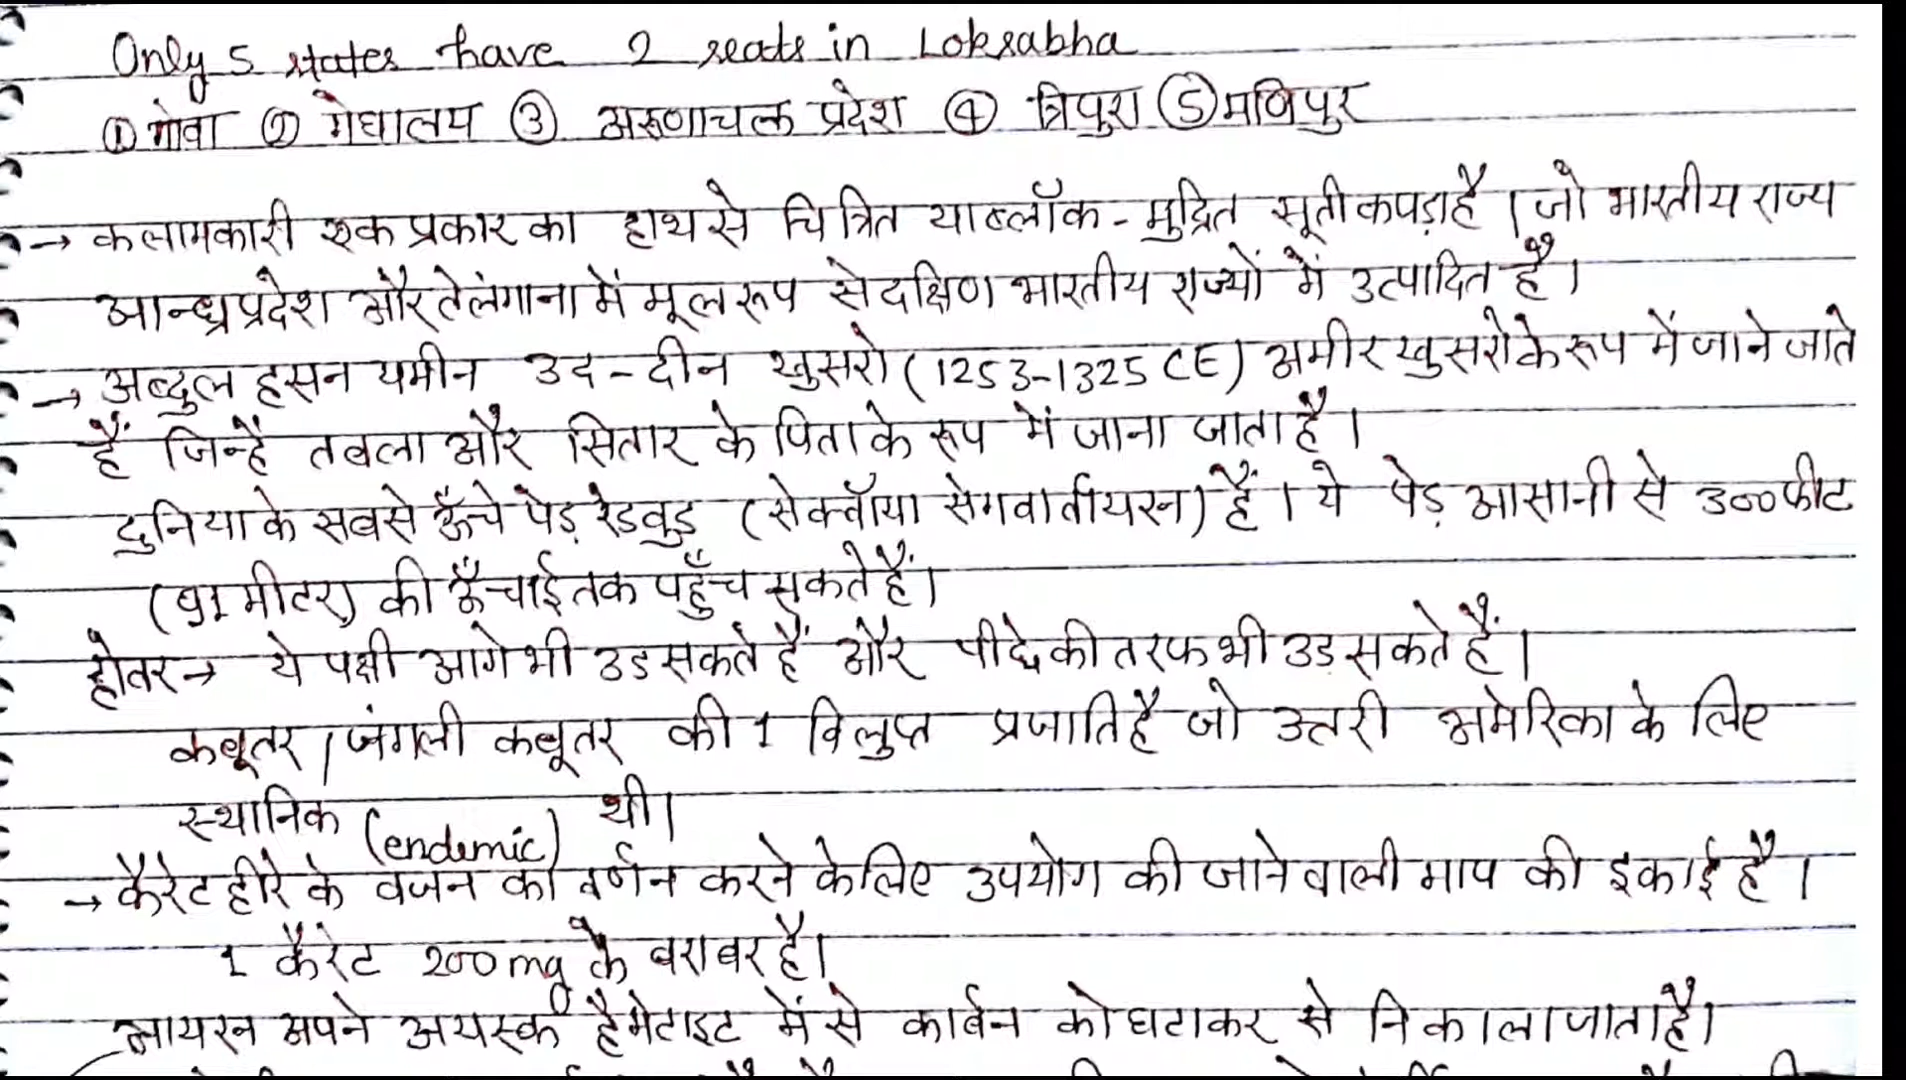 Only 5 states have 2 seats in Loksabha
① गोवा ② मेघालय ③ अरूणाचल प्रदेश ④ त्रिपुरा ⑤ मणिपुर
→ कलामकारी एक प्रकार का हाथ से चित्रित या ब्लॉक-मुद्रित सूती कपड़ा है। जो भारतीय राज्य
आन्ध्र प्रदेश और तेलंगाना में मूल रूप से दक्षिण भारतीय राज्यों में उत्पादित है।
→ अब्दुल हसन यमीन उद-दीन खुसरो (1253-1325 CE) अमीर खुसरो के रूप में जाने जाते
हैं जिन्हें तबला और सितार के पिता के रूप में जाना जाता है।
दुनिया के सबसे ऊँचे पेड़ रेडवुड (सेक्वॉया सेमवार्वायरन) हैं। ये पेड़ आसानी से 300 फीट
(91 मीटर) की ऊँचाई तक पहुँच सकते हैं।
होवर → ये पक्षी आगे भी उड सकते हैं और पीछे की तरफ भी उड़ सकते हैं।
कबूतर / जंगली कबूतर की 1 विलुप्त प्रजाति है जो उत्तरी अमेरिका के लिए
स्थानिक (endemic) थी।
→ कैरेट हीरे के वजन का वर्णन करने के लिए उपयोग की जाने वाली माप की इकाई है।
1 कैरेट 200 mg के बराबर है।
आयरन अपने अयस्क हैमेटाइट में से कार्बन को घटाकर से निकाला जाता है।